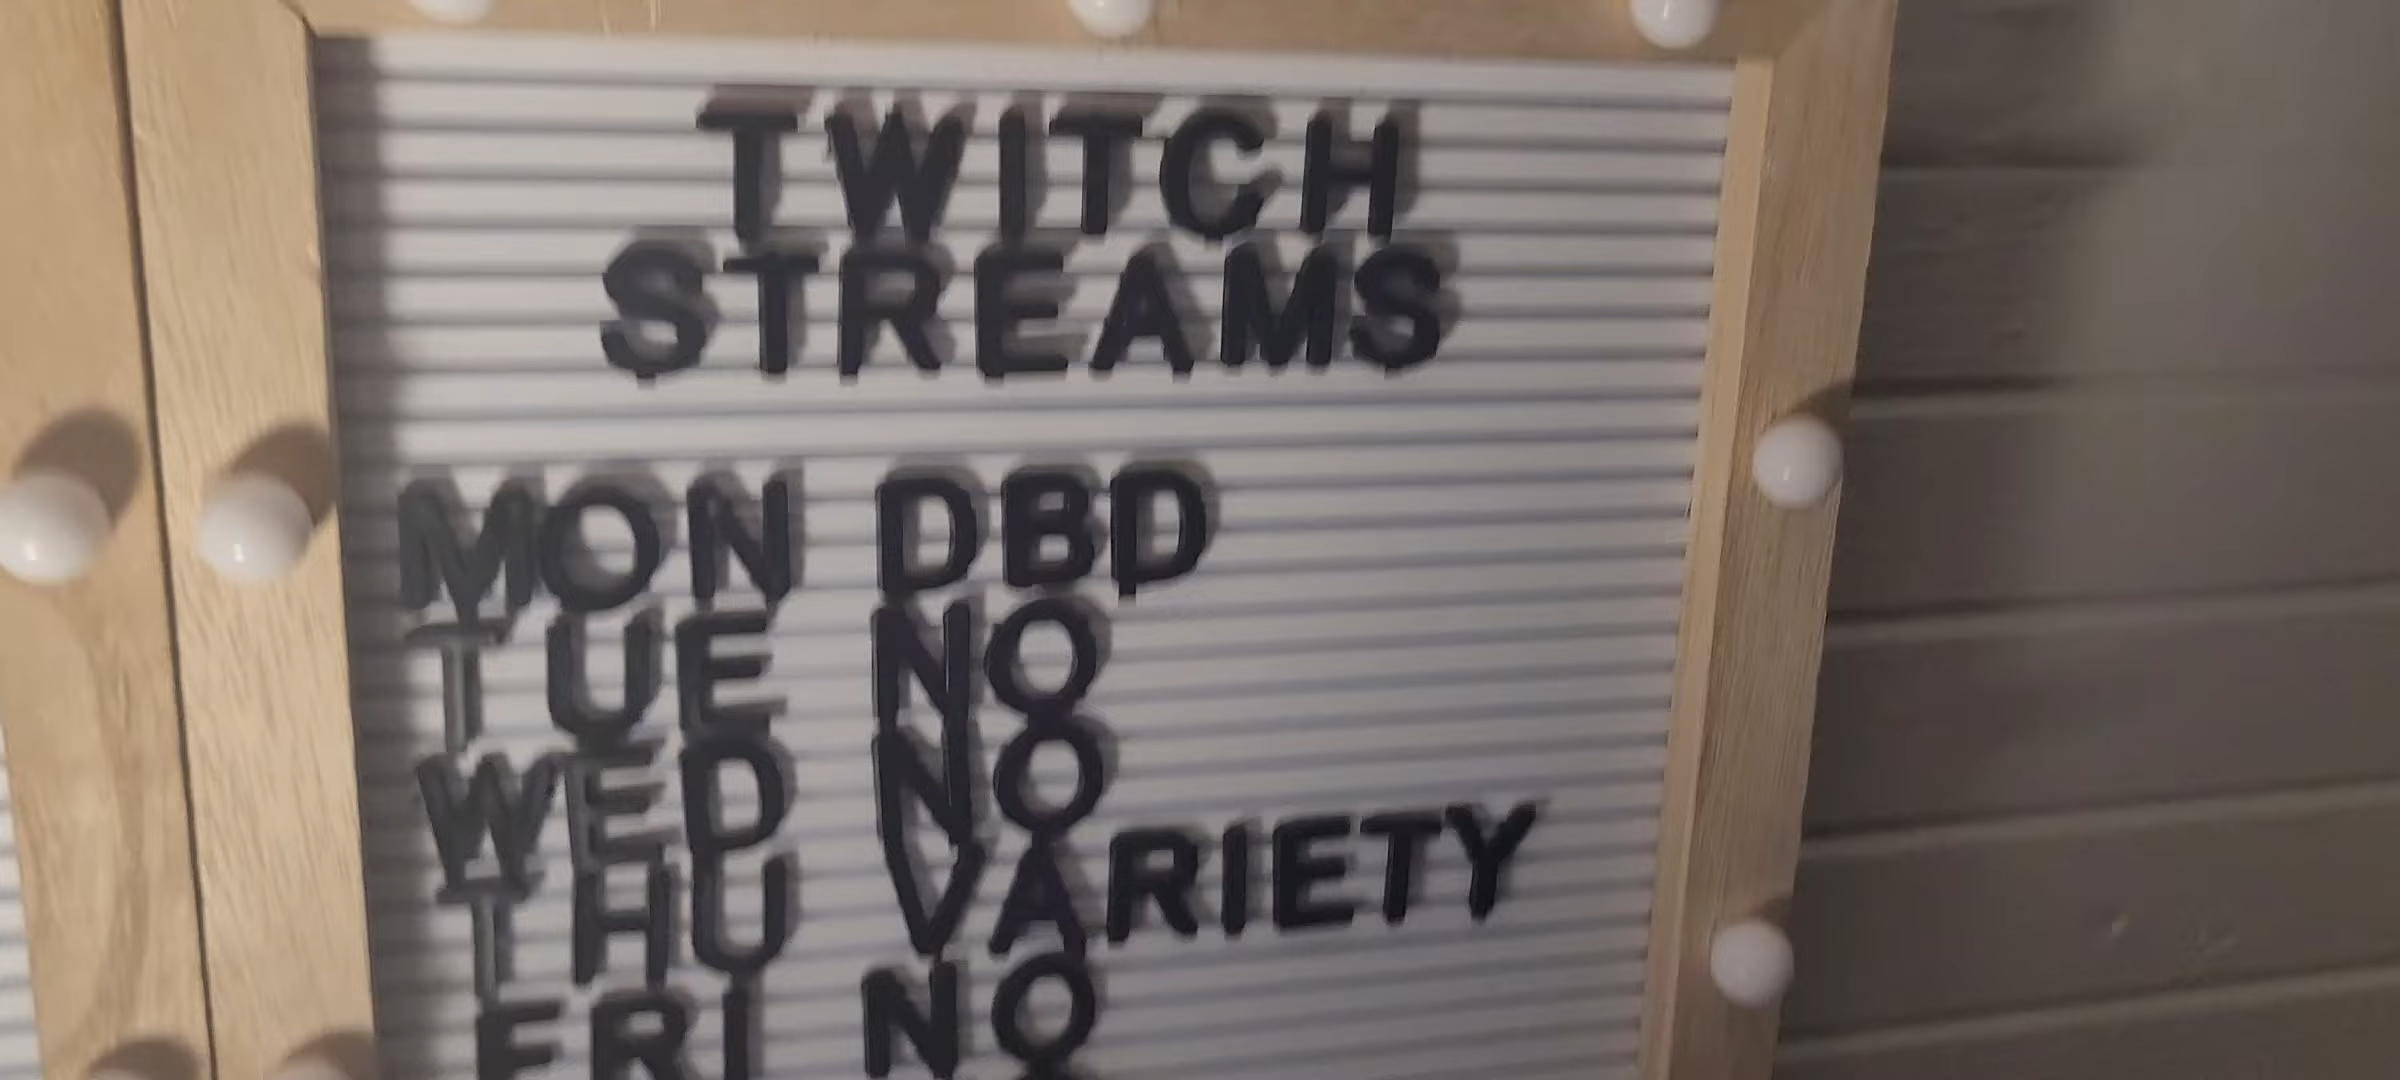 TWITCH
STREAMS
MON DBD
TUE NO
WED NO
THU VARIETY
FRI NO